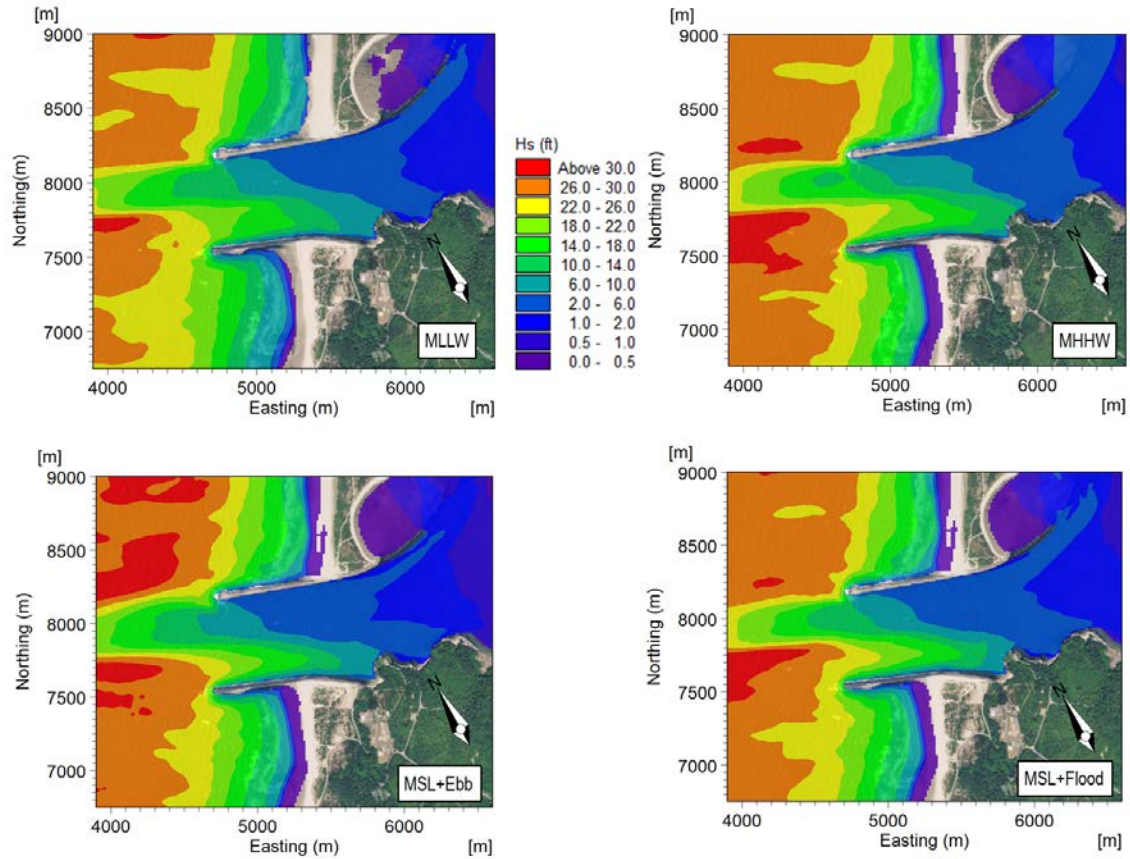 [m]
9000
8500
8000
7500
7000
Northing(m)
4000 5000 6000
Easting (m) [m]
N
MLLW
Hs (ft)
Above 30.0
26.0 - 30.0
22.0 - 26.0
18.0 - 22.0
14.0 - 18.0
10.0 - 14.0
6.0 - 10.0
2.0 - 6.0
1.0 - 2.0
0.5 - 1.0
0.0 - 0.5
[m]
9000
8500
8000
7500
7000
Northing (m)
4000 5000 6000
Easting (m) [m]
N
MHHW
[m]
9000
8500
8000
7500
7000
Northing (m)
4000 5000 6000
Easting (m) [m]
N
MSL+Ebb
[m]
9000
8500
8000
7500
7000
Northing (m)
4000 5000 6000
Easting (m) [m]
N
MSL+Flood